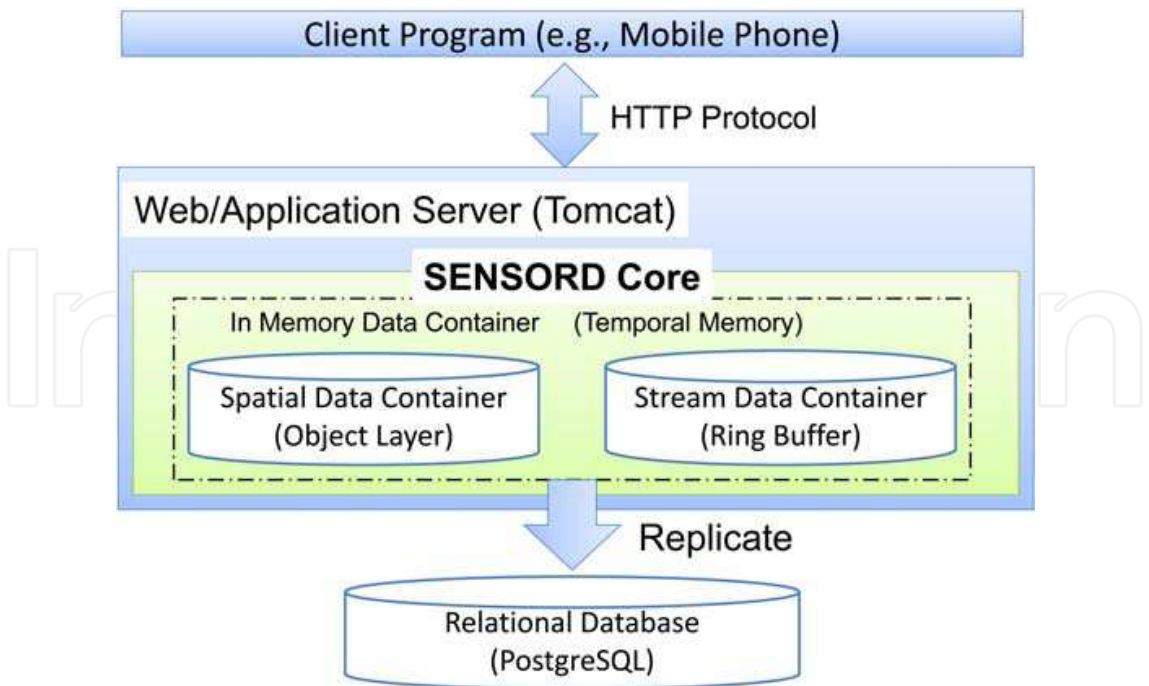 Client Program (e.g., Mobile Phone)
HTTP Protocol
Web/Application Server (Tomcat)
SENSORD Core
In Memory Data Container (Temporal Memory)
Spatial Data Container
(Object Layer)
Stream Data Container
(Ring Buffer)
Replicate
Relational Database
(PostgreSQL)